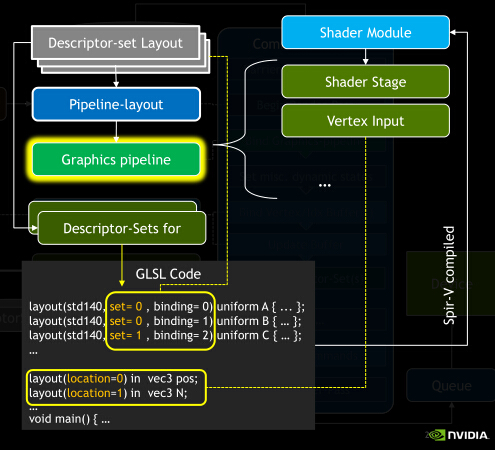 Descriptor-set Layout
Pipeline-layout
Graphics pipeline
Descriptor-Sets for
Shader Module
Shader Stage
Vertex Input
...
Spir-V compiled
Queue
GLSL Code
layout(std140, set= 0 , binding= 0) uniform A { ... };
layout(std140, set= 0 , binding= 1) uniform B { ... };
layout(std140, set= 1 , binding= 2) uniform C { ... };
...
layout(location=0) in vec3 pos;
layout(location=1) in vec3 N;
...
void main() { ...
NVIDIA